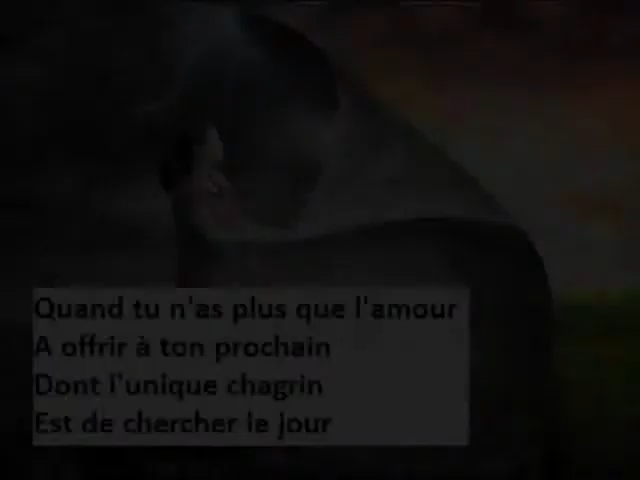 Quand tu n'as plus que l'amour
A offrir à ton prochain
Dont l'unique chagrin
Est de chercher le jour